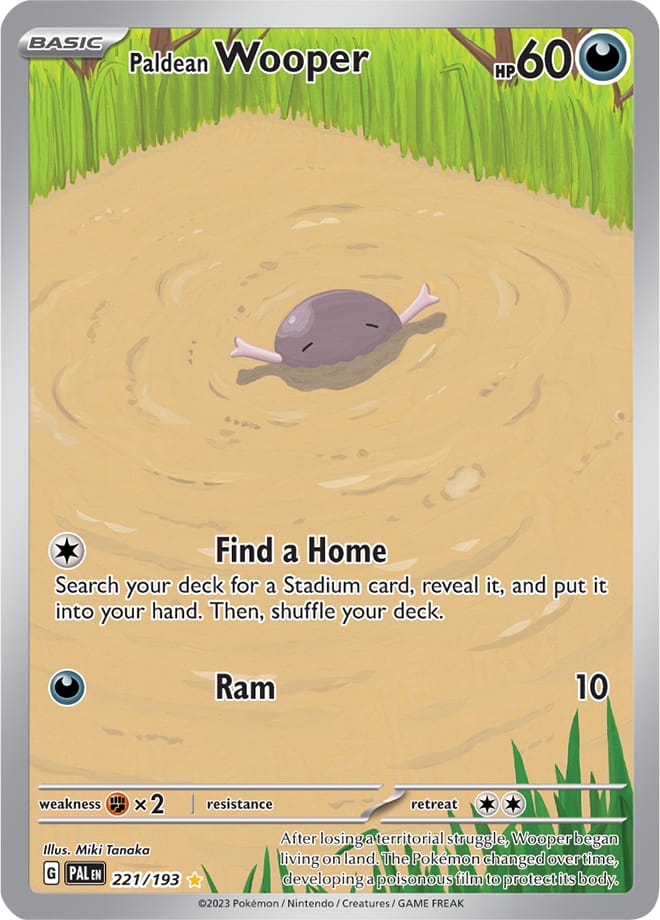 BASIC
Paldean Wooper HP60
Find a Home
Search your deck for a Stadium card, reveal it, and put it
into your hand. Then, shuffle your deck.
Ram 10
weakness ×2 resistance retreat
Illus. Miki Tanaka
After losing a territorial struggle, Wooper began
living on land. The Pokémon changed over time,
developing a poisonous film to protect its body.
G PAL EN 221/193
©2023 Pokémon / Nintendo / Creatures / GAME FREAK